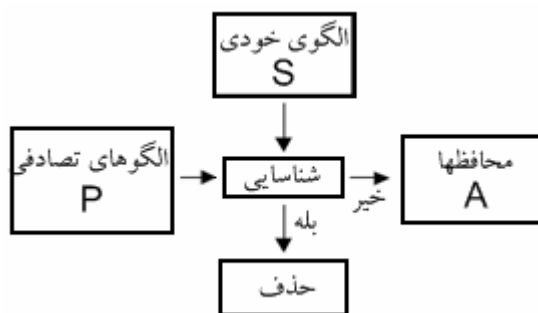 الگوی خودی
S
الگوهای تصادفی
P
شناسایی
محافظها
A
خیر
بله
حذف